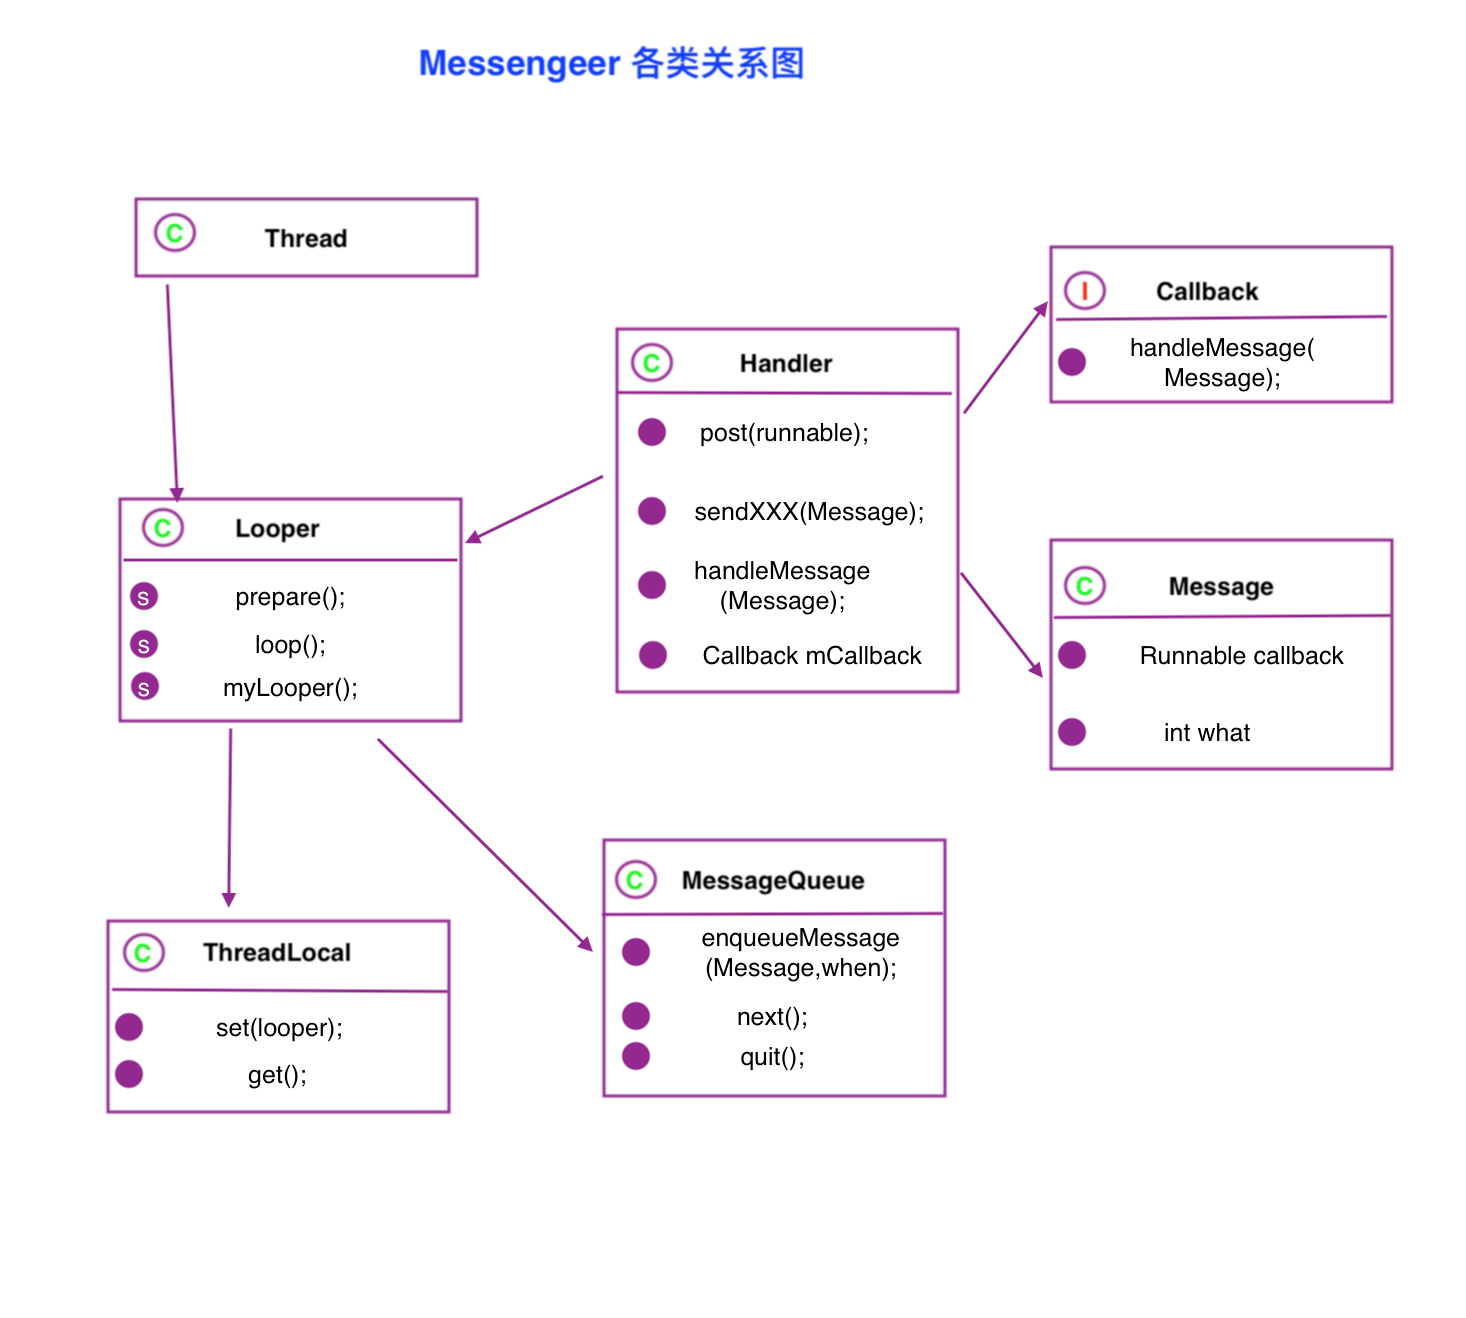 Messengeer 各类关系图
C Thread
C Looper
s prepare();
s loop();
s myLooper();
C Handler
post(runnable);
sendXXX(Message);
handleMessage
(Message);
Callback mCallback
I Callback
handleMessage(
Message);
C Message
Runnable callback
int what
C ThreadLocal
set(looper);
get();
C MessageQueue
enqueueMessage
(Message,when);
next();
quit();